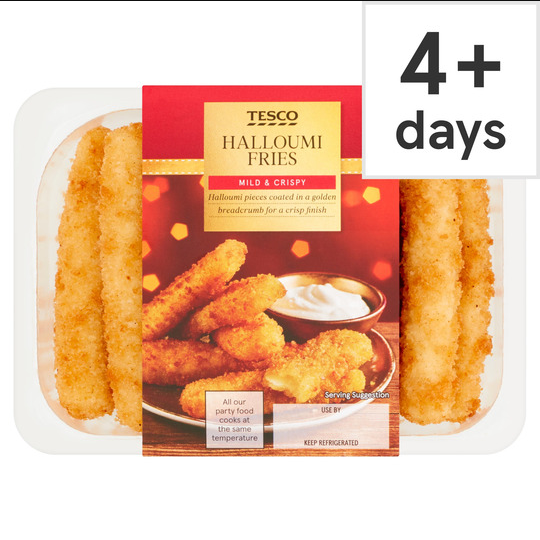 4+
days
TESCO
HALLOUMI
FRIES
MILD & CRISPY
Halloumi pieces coated in a golden
breadcrumb for a crisp finish
Serving Suggestion
All our
party food
cooks at
the same
temperature
USE BY
KEEP REFRIGERATED